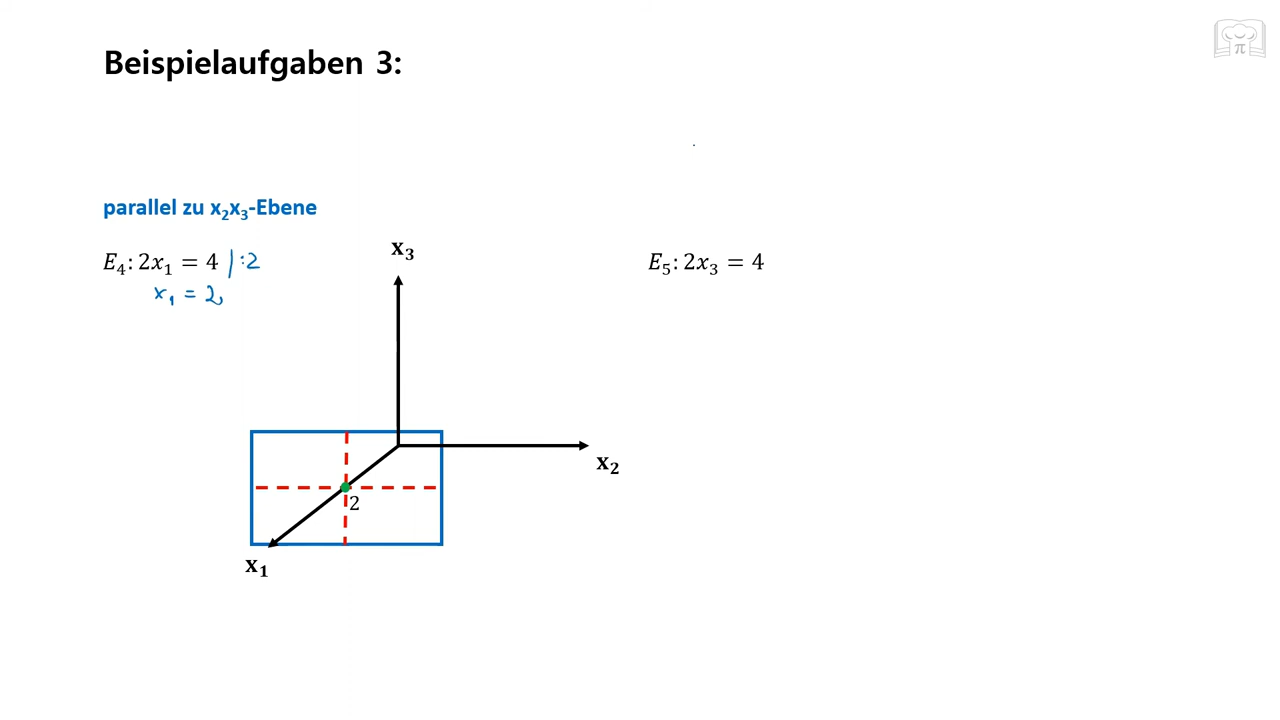 Beispielaufgaben 3:
parallel zu x₂x₃-Ebene
E₄: 2x₁ = 4 | :2
x₁ = 2
E₅: 2x₃ = 4
x₃
x₂
2
x₁
π